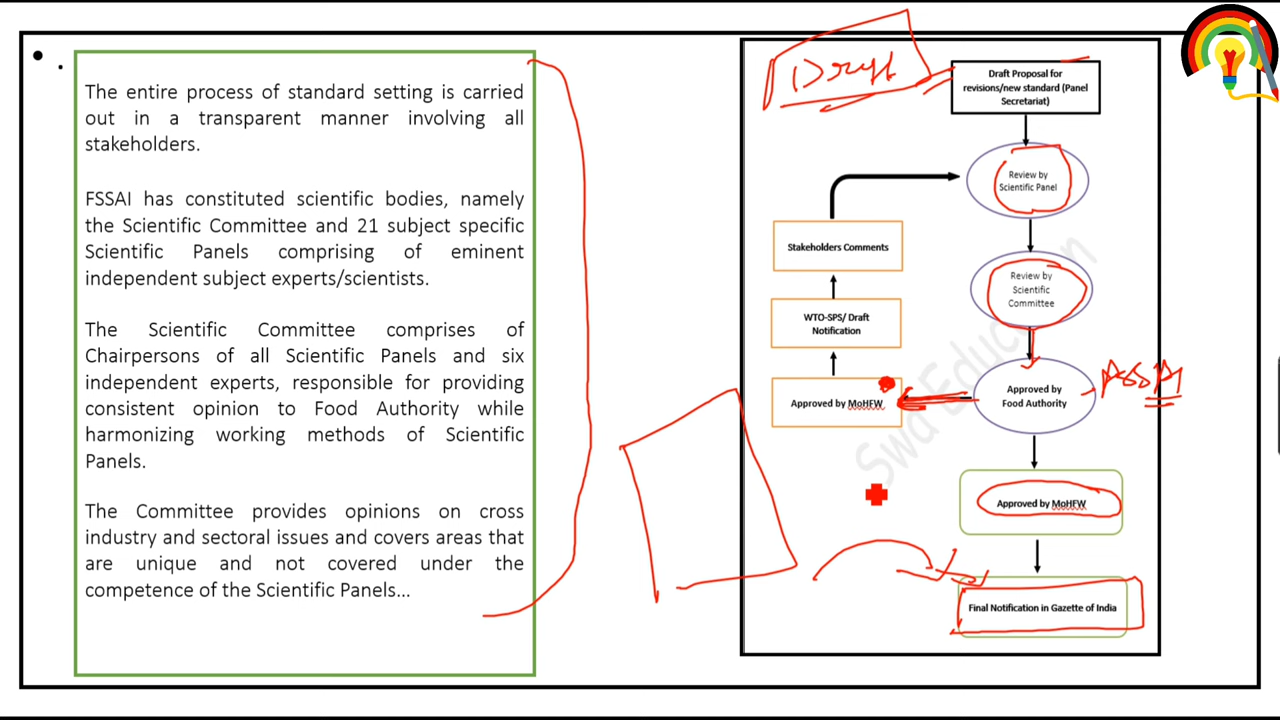 The entire process of standard setting is carried
out in a transparent manner involving all
stakeholders.
FSSAI has constituted scientific bodies, namely
the Scientific Committee and 21 subject specific
Scientific Panels comprising of eminent
independent subject experts/scientists.
The Scientific Committee comprises of
Chairpersons of all Scientific Panels and six
independent experts, responsible for providing
consistent opinion to Food Authority while
harmonizing working methods of Scientific
Panels.
The Committee provides opinions on cross
industry and sectoral issues and covers areas that
are unique and not covered under the
competence of the Scientific Panels...
Draft
Draft Proposal for
revisions/new standard (Panel
Secretariat)
Review by
Scientific Panel
Stakeholders Comments
Review by
Scientific
Committee
WTO-SPS/ Draft
Notification
Approved by
Food Authority
Approved by MoHFW
Approved by MoHFW
Final Notification in Gazette of India